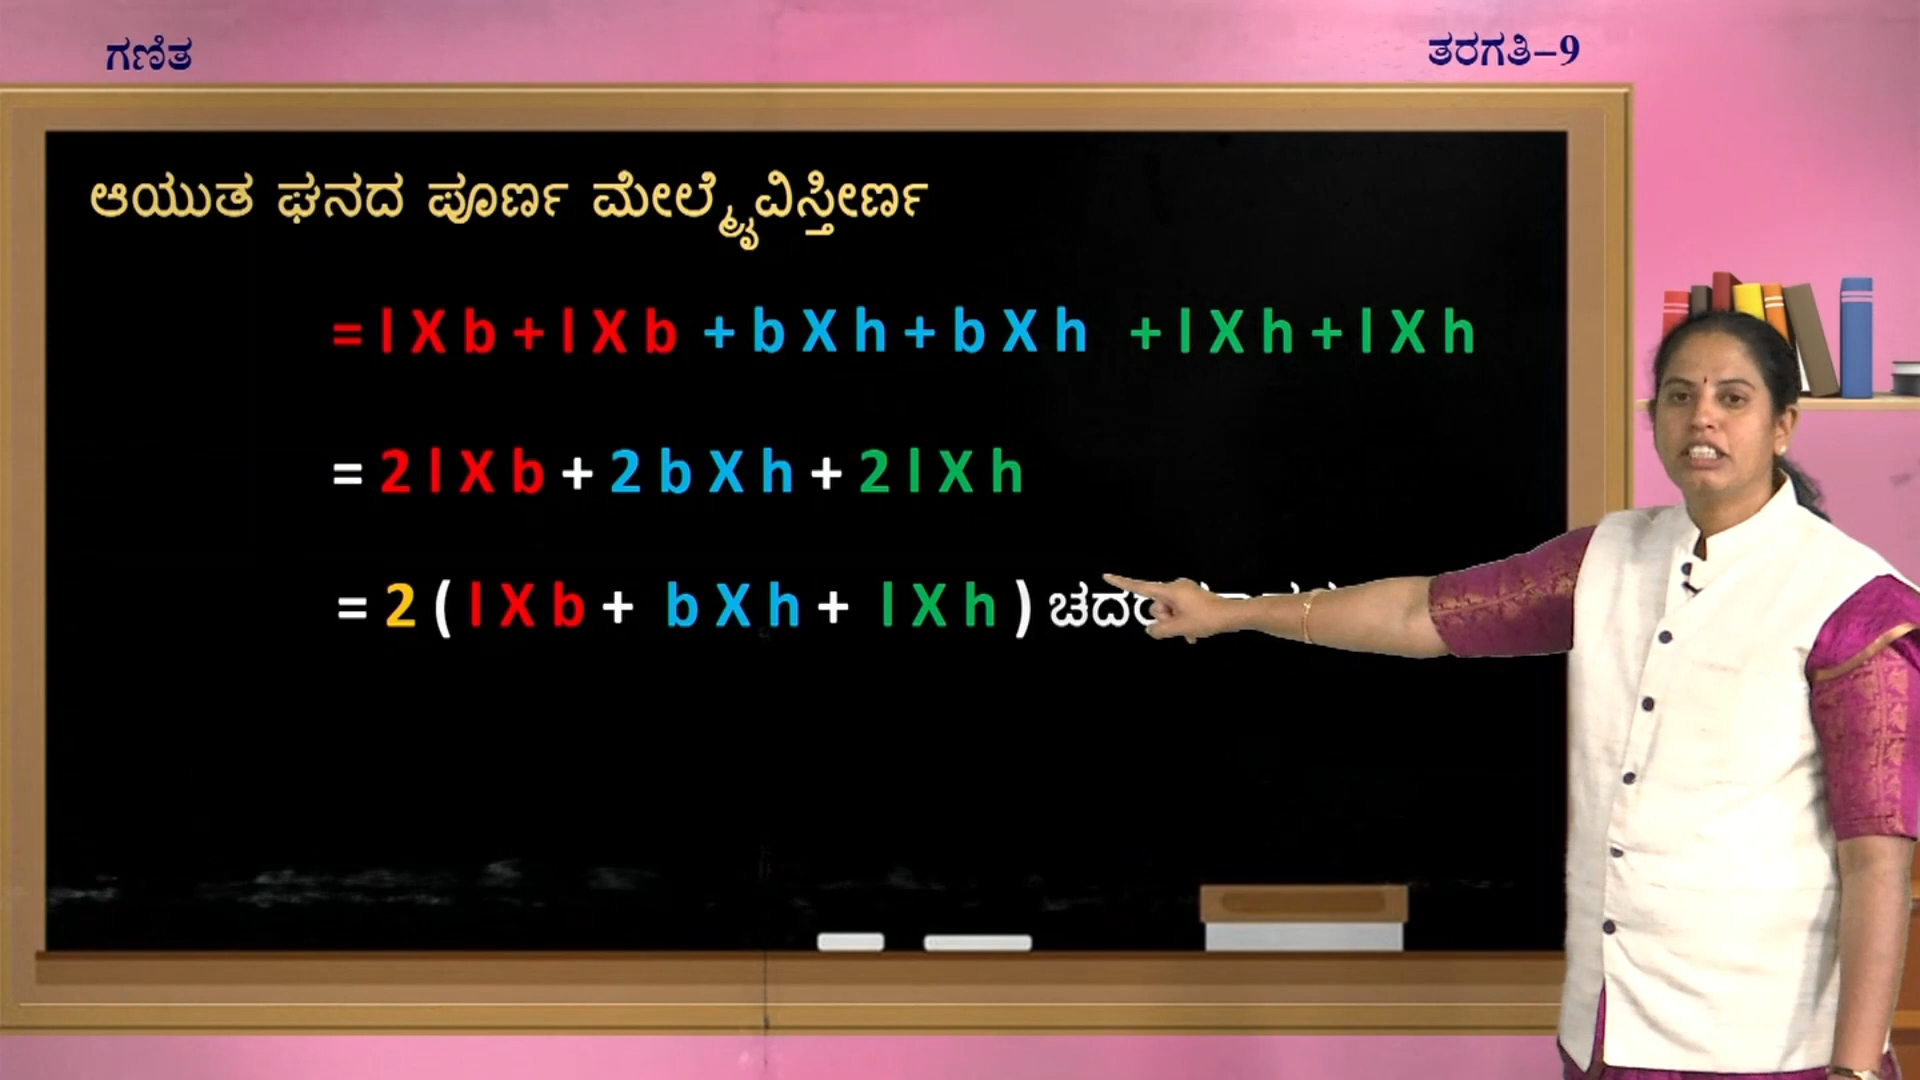 ಗಣಿತ
ತರಗತಿ–9
ಆಯುತ ಘನದ ಪೂರ್ಣ ಮೇಲ್ಮೈವಿಸ್ತೀರ್ಣ
= l X b + l X b + b X h + b X h + l X h + l X h
= 2 l X b + 2 b X h + 2 l X h
= 2 ( l X b + b X h + l X h )